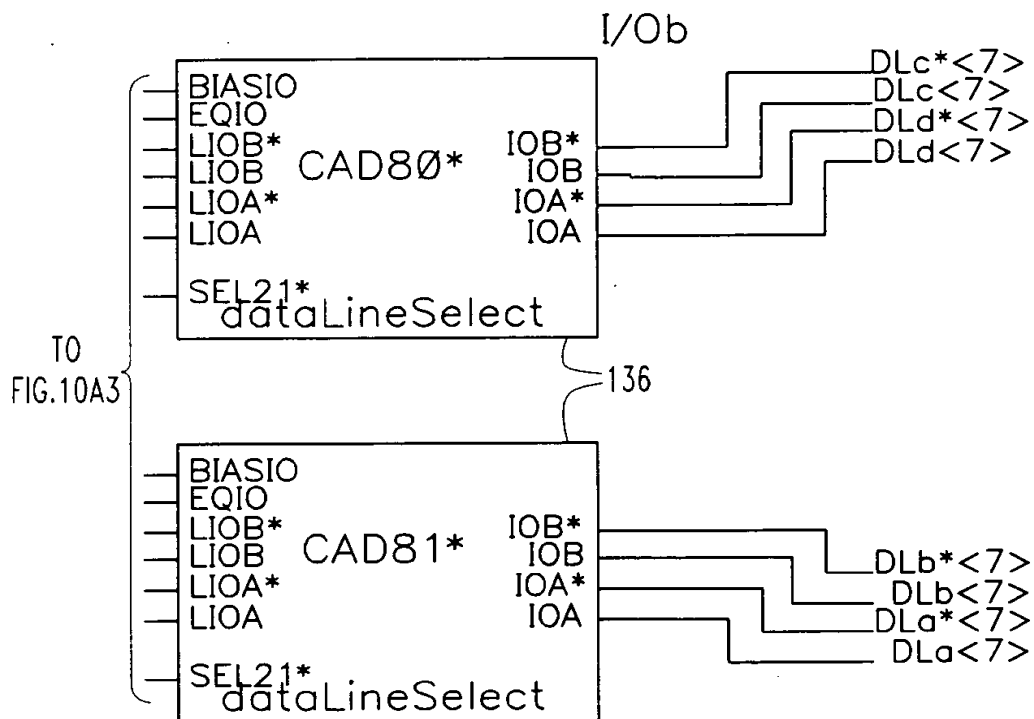 I/Ob
BIASIO
EQIO
LIOB*
LIOB
LIOA*
LIOA
SEL21*
CAD80*
dataLineSelect
IOB*
IOB
IOA*
IOA
DLc*<7>
DLc<7>
DLd*<7>
DLd<7>
TO
FIG.10A3
136
BIASIO
EQIO
LIOB*
LIOB
LIOA*
LIOA
SEL21*
CAD81*
dataLineSelect
IOB*
IOB
IOA*
IOA
DLb*<7>
DLb<7>
DLa*<7>
DLa<7>